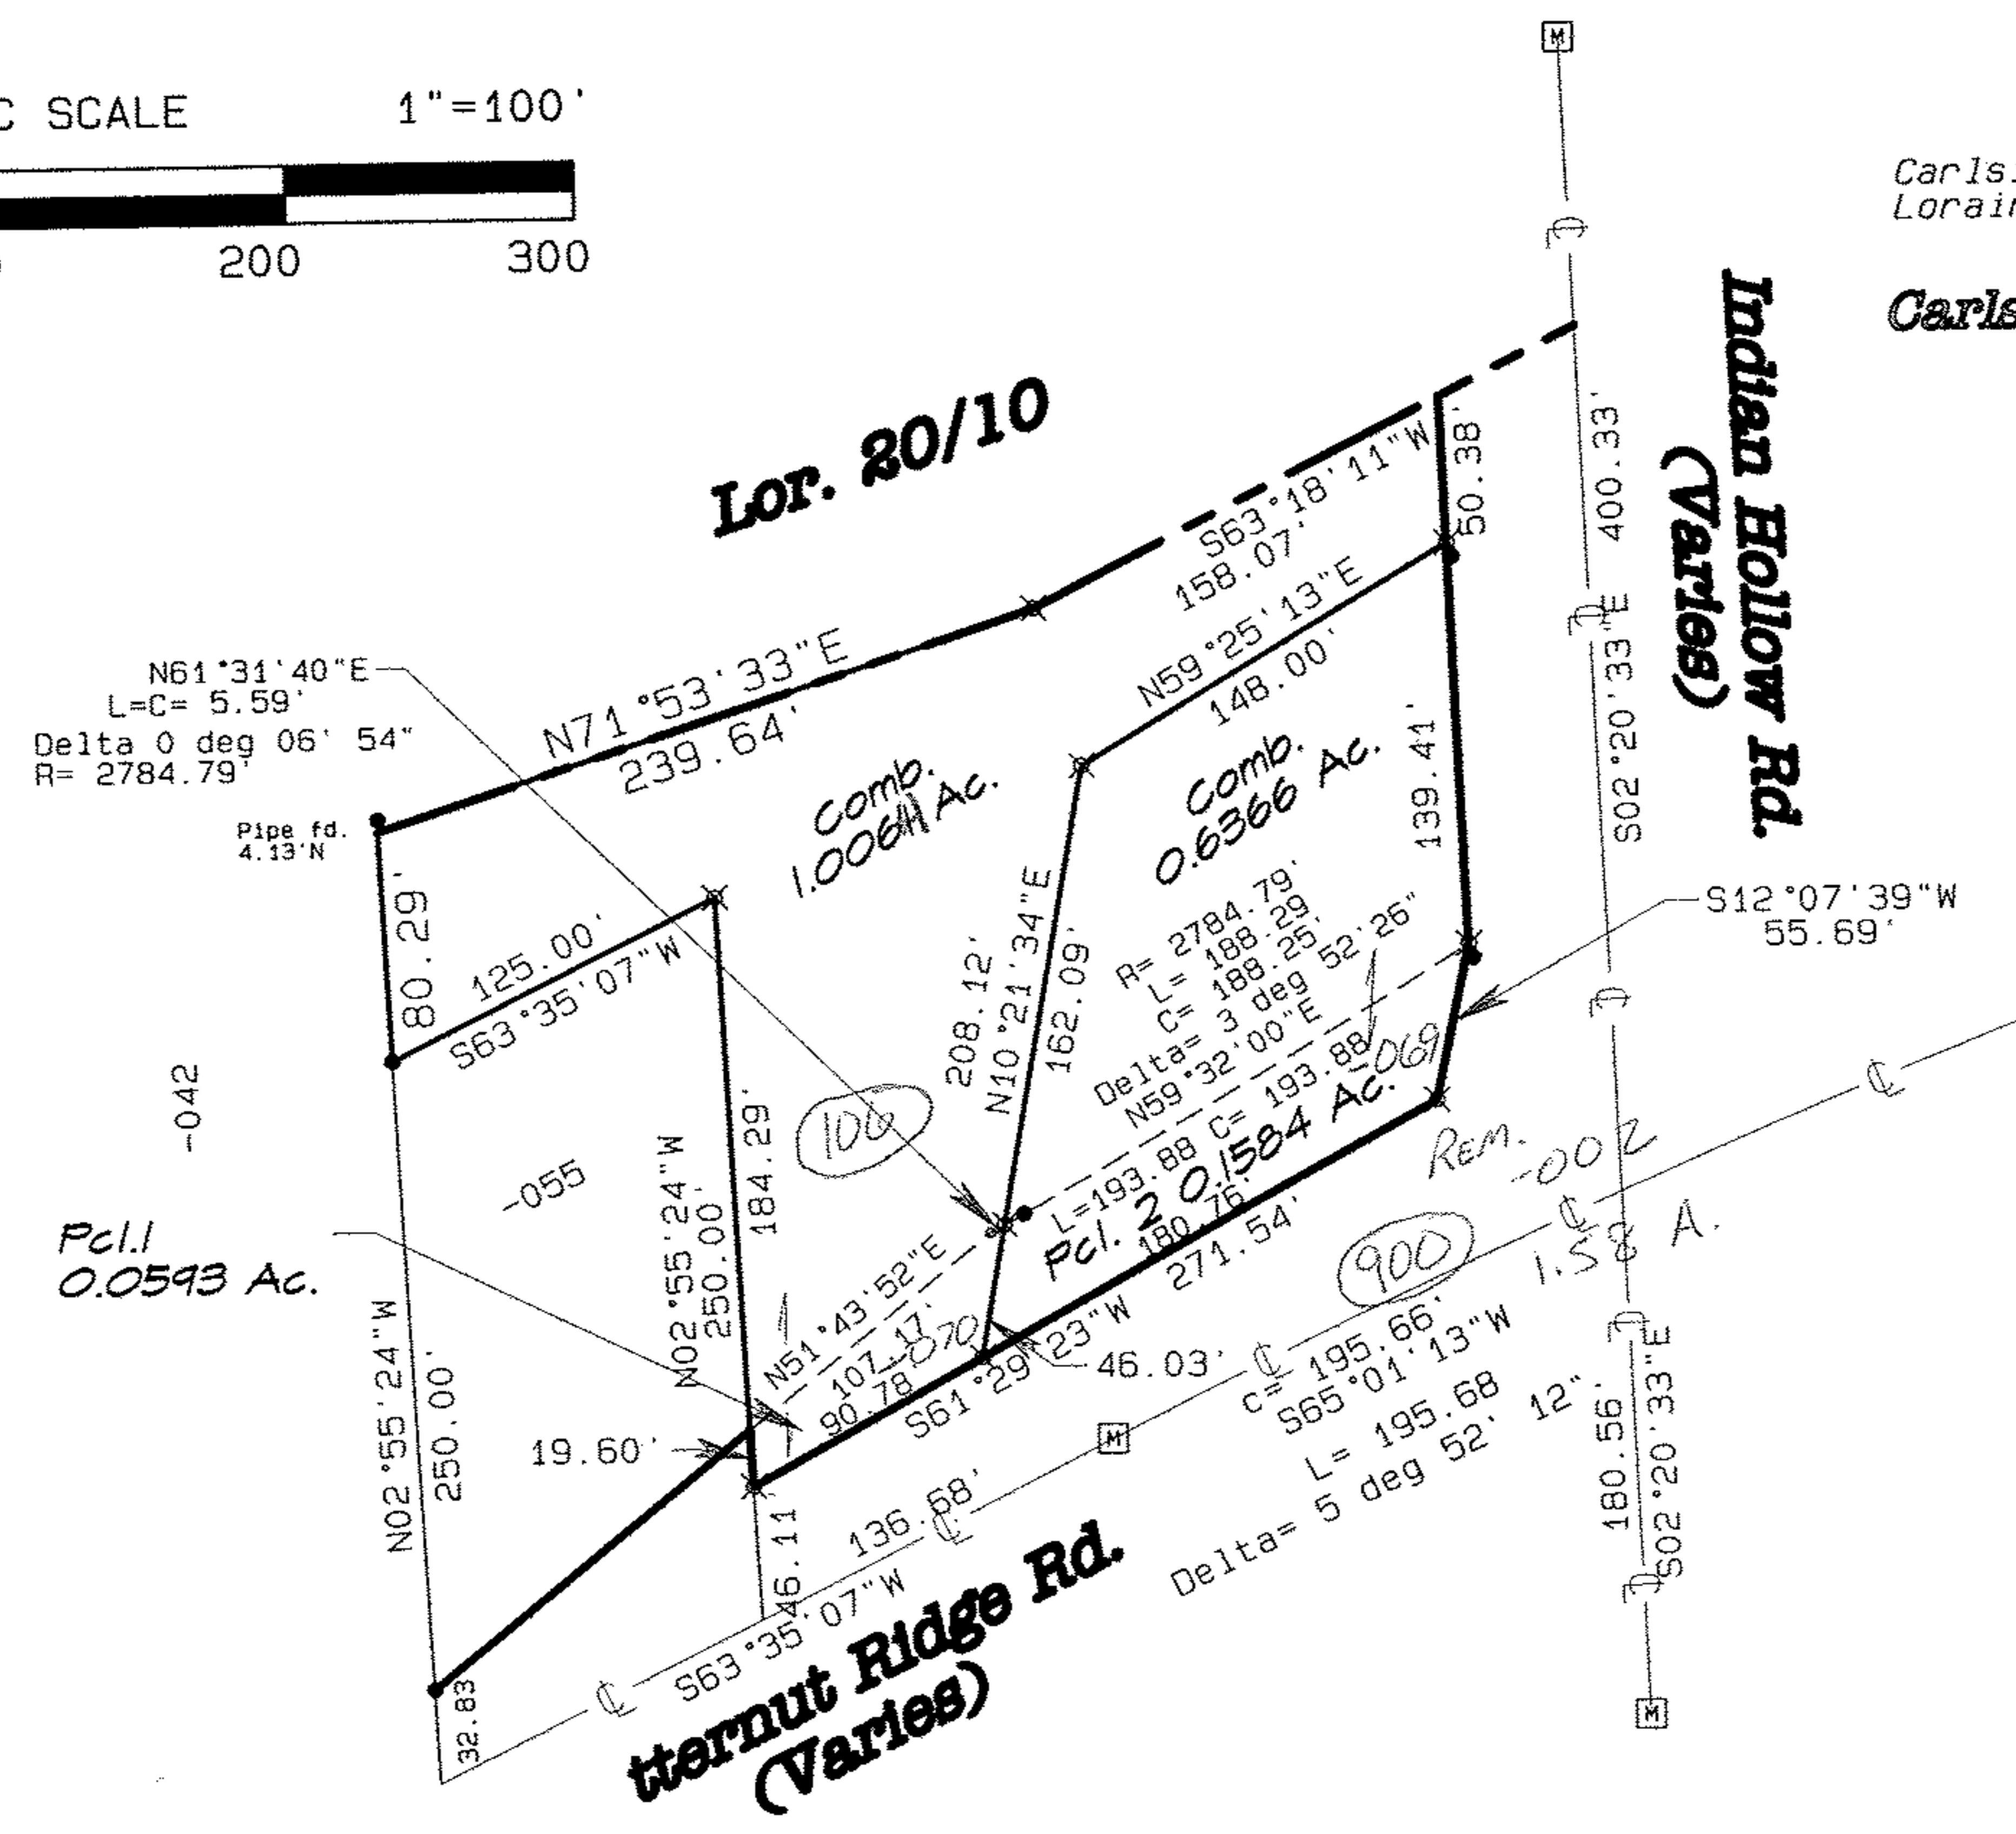 C SCALE 1"=100'
200 300
Carls
Lorain
Carls
Indian Hollow Rd.
(Varies)
Lor. 20/10
S63°18'11"W
158.07'
50.38'
400.33'
S02°20'33"E
N59°25'13"E
148.00'
139.41'
N61°31'40"E
L=C= 5.59'
Delta 0 deg 06' 54"
R= 2784.79'
N71°53'33"E
239.64'
Pipe fd.
4.13'N
Comb.
Ac.
Comb.
0.6366 Ac.
80.29'
125.00'
S63°35'07"W
208.12'
N10°21'34"E
162.09'
R= 2784.79'
L= 188.29
C= 188.25'
Delta= 3 deg 52'26"
N59°32'00"E
L=193.88 C= 193.88
-069
S12°07'39"W
55.69'
-042
-055
100
184.29'
N02°55'24"W
250.00'
Pcl. 2 0.1584 Ac.
180.76'
271.54'
Rem.
-002
900
1.58 A.
Pcl.1
0.0593 Ac.
N51°43'52"E
107.17'
-070
90.78
S61°29'23"W
46.03'
19.60'
C= 195.66'
S65°01'13"W
L= 195.68
Delta= 5 deg 52' 12"
180.56'
S02°20'33"E
N02°55'24"W
250.00'
46.11'
136.68'
S63°35'07"W
32.83
tternut Ridge Rd.
(Varies)
M
M
M